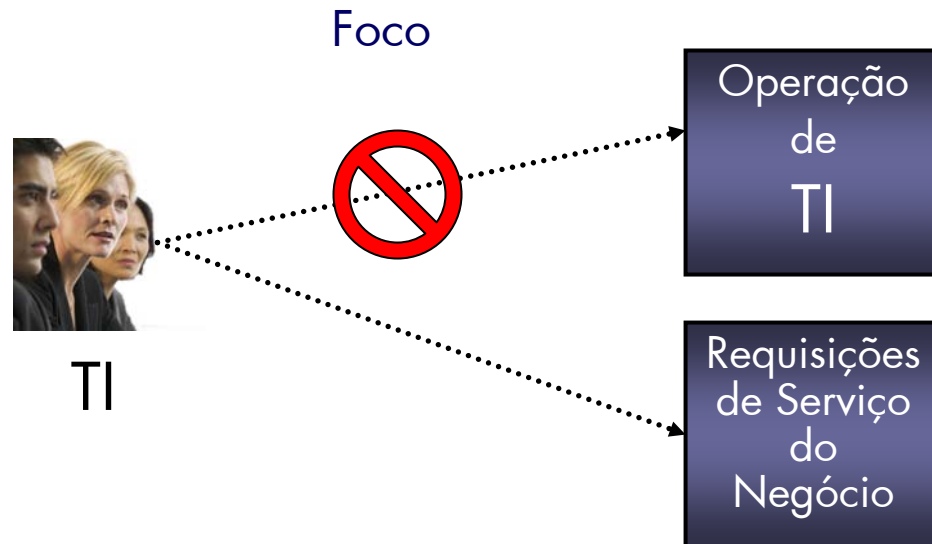 Foco
Operação
de
TI
TI
Requisições
de Serviço
do
Negócio